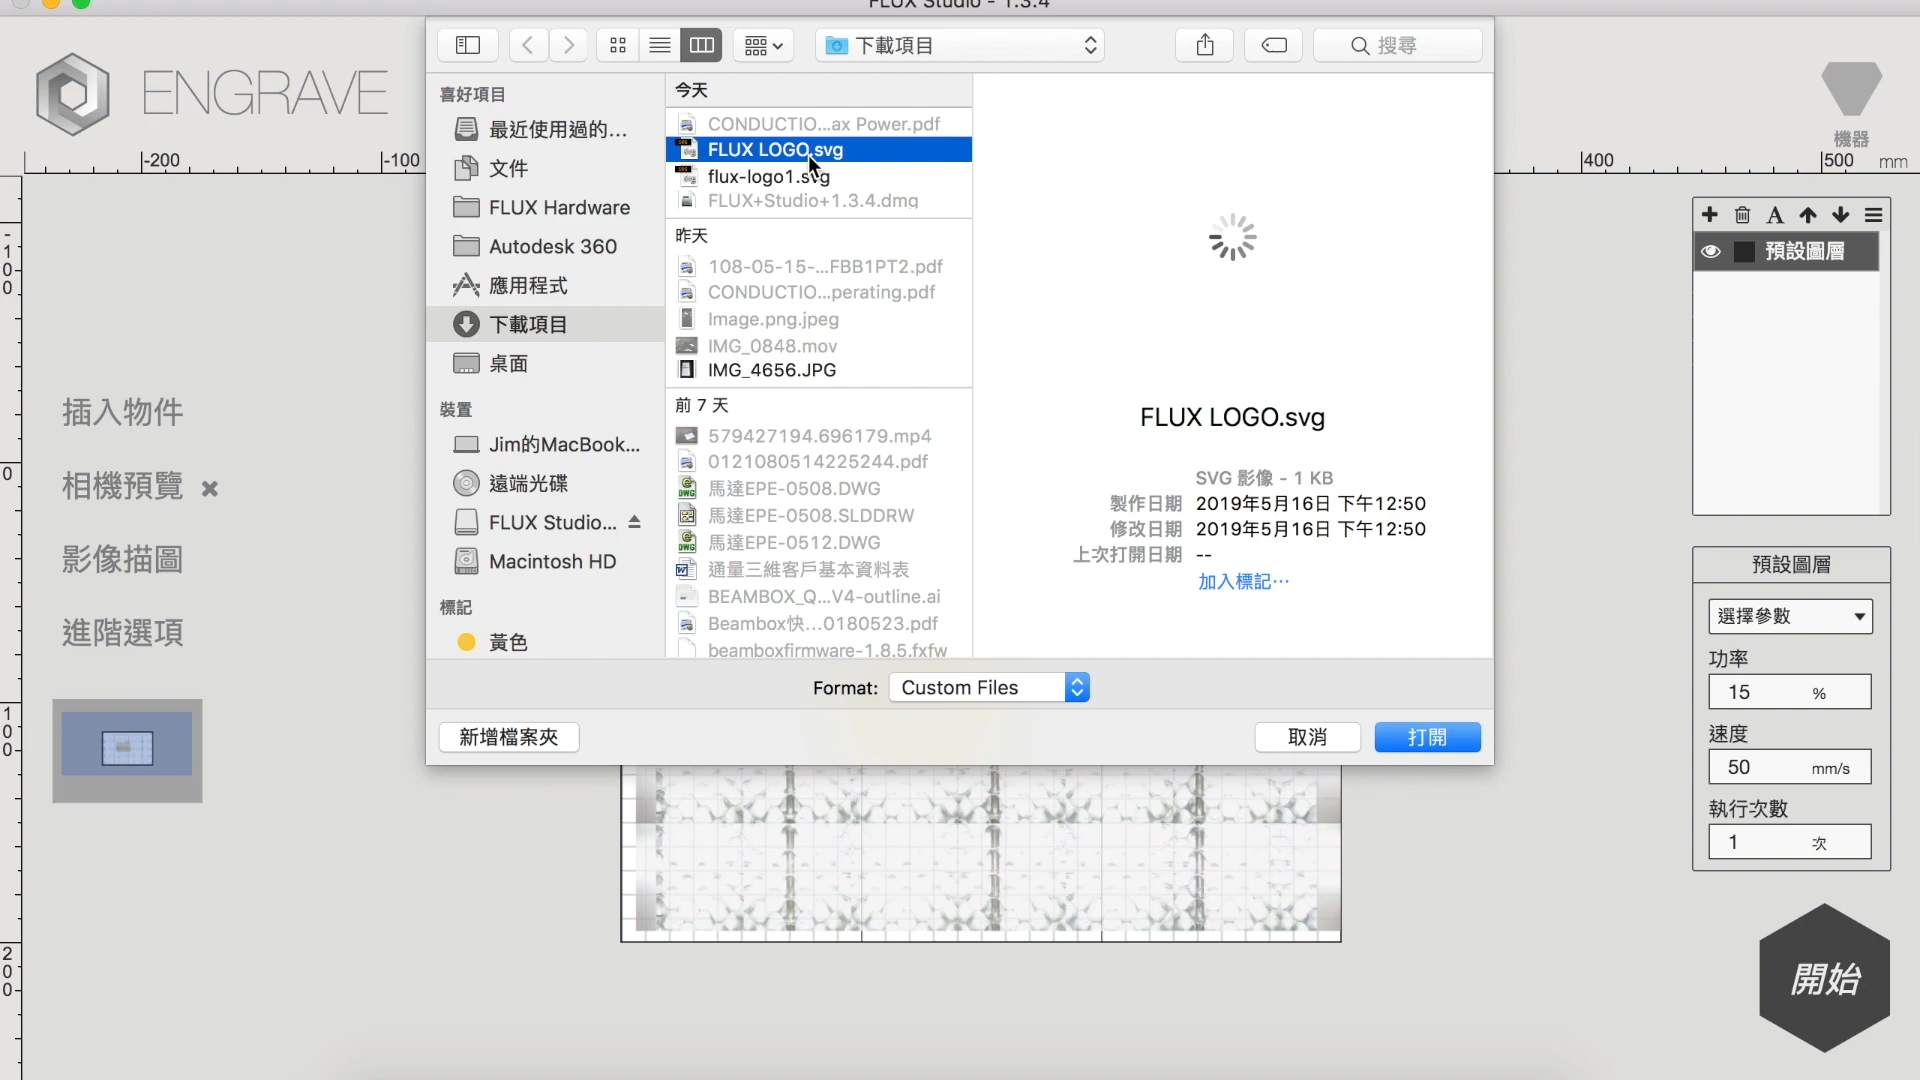 FLUX Studio - 1.3.4
ENGRAVE
下載項目
搜尋
機器
-200
-100
400
500
mm
喜好項目
最近使用過的...
文件
FLUX Hardware
Autodesk 360
應用程式
下載項目
桌面
裝置
Jim的MacBook...
遠端光碟
FLUX Studio...
Macintosh HD
標記
黃色
今天
CONDUCTIO...ax Power.pdf
FLUX LOGO.svg
flux-logo1.svg
FLUX+Studio+1.3.4.dmg
昨天
108-05-15-...FBB1PT2.pdf
CONDUCTIO...perating.pdf
Image.png.jpeg
IMG_0848.mov
IMG_4656.JPG
前 7 天
579427194.696179.mp4
0121080514225244.pdf
馬達EPE-0508.DWG
馬達EPE-0508.SLDDRW
馬達EPE-0512.DWG
通量三維客戶基本資料表
BEAMBOX_Q...V4-outline.ai
Beambox快...0180523.pdf
beamboxfirmware-1.8.5.fxfw
FLUX LOGO.svg
SVG 影像 - 1 KB
製作日期 2019年5月16日 下午12:50
修改日期 2019年5月16日 下午12:50
上次打開日期 --
加入標記…
Format: Custom Files
新增檔案夾
取消
打開
插入物件
相機預覽
影像描圖
進階選項
-100
0
100
200
預設圖層
預設圖層
選擇參數
功率
15 %
速度
50 mm/s
執行次數
1 次
開始